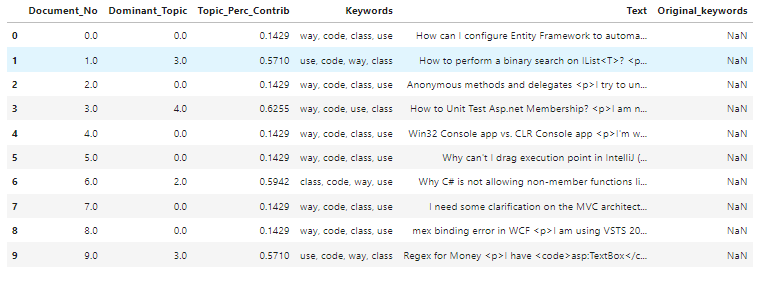 Document_No Dominant_Topic Topic_Perc_Contrib Keywords Text Original_keywords
0 0.0 0.0 0.1429 way, code, class, use How can I configure Entity Framework to automa... NaN
1 1.0 3.0 0.5710 use, code, way, class How to perform a binary search on IList<T>? <p... NaN
2 2.0 0.0 0.1429 way, code, class, use Anonymous methods and delegates <p>I try to un... NaN
3 3.0 4.0 0.6255 way, code, use, class How to Unit Test Asp.net Membership? <p>I am n... NaN
4 4.0 0.0 0.1429 way, code, class, use Win32 Console app vs. CLR Console app <p>I'm w... NaN
5 5.0 0.0 0.1429 way, code, class, use Why can't I drag execution point in IntelliJ (... NaN
6 6.0 2.0 0.5942 class, code, way, use Why C# is not allowing non-member functions li... NaN
7 7.0 0.0 0.1429 way, code, class, use I need some clarification on the MVC architect... NaN
8 8.0 0.0 0.1429 way, code, class, use mex binding error in WCF <p>I am using VSTS 20... NaN
9 9.0 3.0 0.5710 use, code, way, class Regex for Money <p>I have <code>asp:TextBox</c... NaN